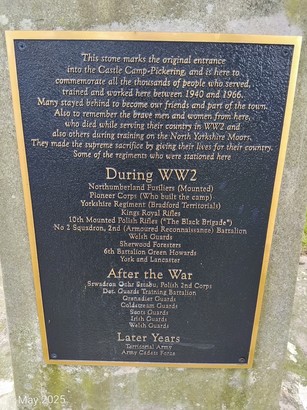 This stone marks the original entrance
into the Castle Camp-Pickering, and is here to
commemorate all the thousands of people who served,
trained and worked here between 1940 and 1966.
Many stayed behind to become our friends and part of the town.
Also to remember the brave men and women from here,
who died while serving their country in WW2 and
also others during training on the North Yorkshire Moors.
They made the supreme sacrifice by giving their lives for their country.
Some of the regiments who were stationed here
During WW2
Northumberland Fusiliers (Mounted)
Pioneer Corps (Who built the camp)
Yorkshire Regiment (Bradford Territorials)
Kings Royal Rifles
10th Mounted Polish Rifles ("The Black Brigade")
No 2 Squadron, 2nd (Armoured Reconnaissance) Battalion
Welsh Guards
Sherwood Foresters
6th Battalion Green Howards
York and Lancaster
After the War
Szwadron Ochr Sztabu, Polish 2nd Corps
Det. Guards Training Battalion
Grenadier Guards
Coldstream Guards
Scots Guards
Irish Guards
Welsh Guards
Later Years
Territorial Army
Army Cadets Force
May 2025